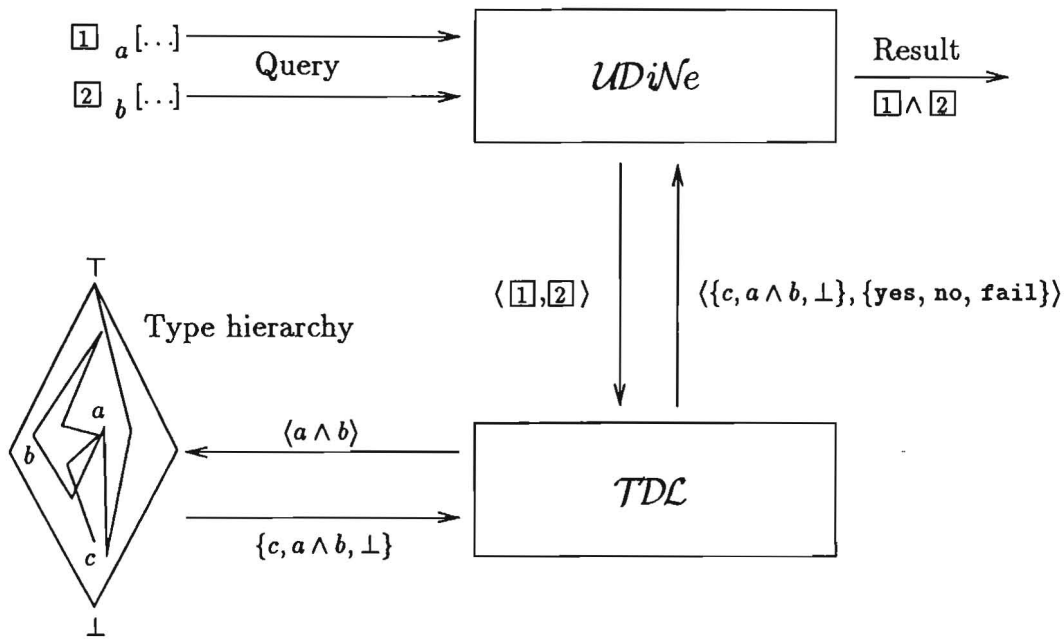 1 a [...]
Query
2 b [...]
UDiNe
Result
1 ∧ 2
⟨ 1 , 2 ⟩
⟨{c, a ∧ b, ⊥}, {yes, no, fail}⟩
⊤
Type hierarchy
a
b
c
⊥
⟨a ∧ b⟩
{c, a ∧ b, ⊥}
TDL